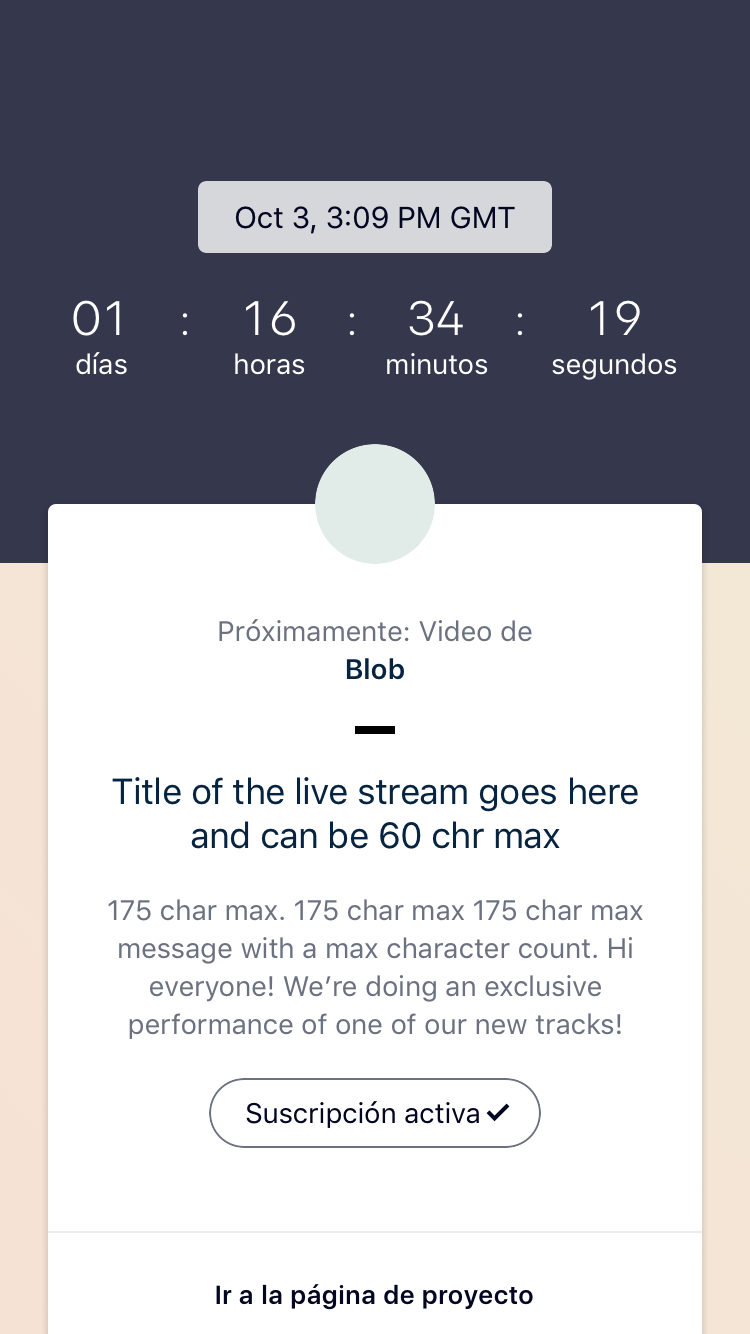 Oct 3, 3:09 PM GMT
01 : 16 : 34 : 19
días horas minutos segundos
Próximamente: Video de
Blob
Title of the live stream goes here
and can be 60 chr max
175 char max. 175 char max 175 char max
message with a max character count. Hi
everyone! We’re doing an exclusive
performance of one of our new tracks!
Suscripción activa ✓
Ir a la página de proyecto